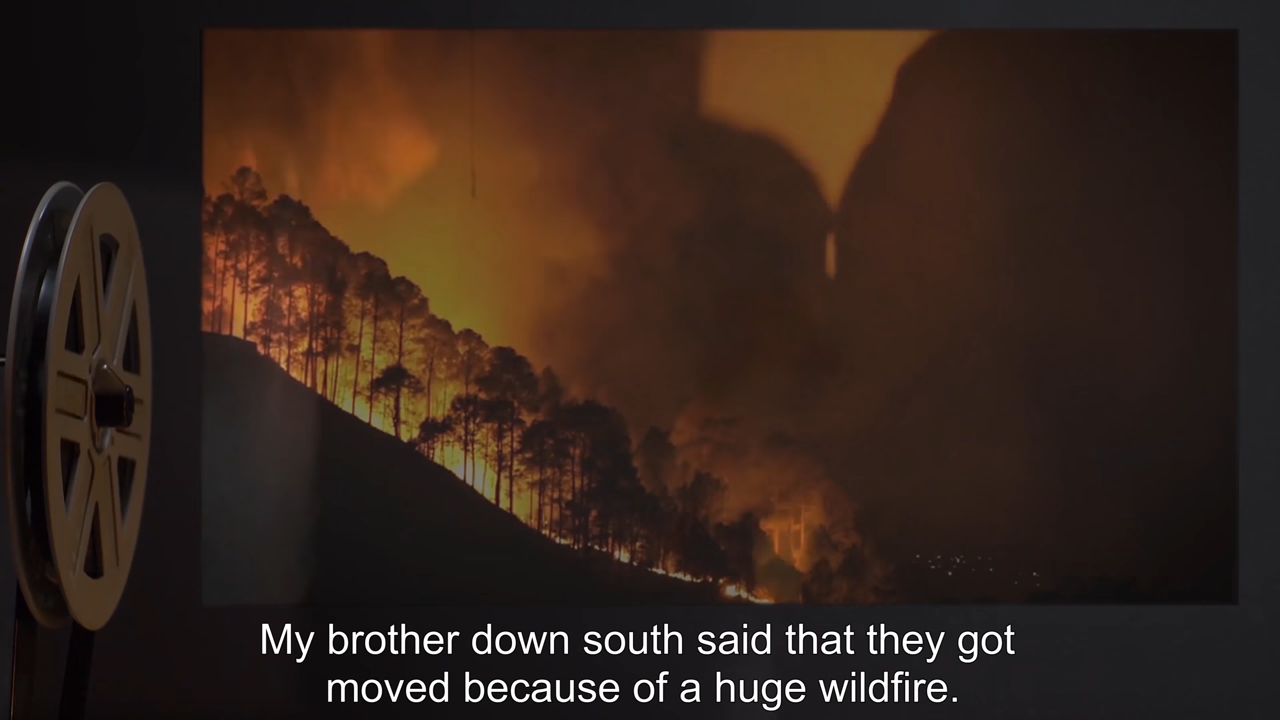 My brother down south said that they got
moved because of a huge wildfire.